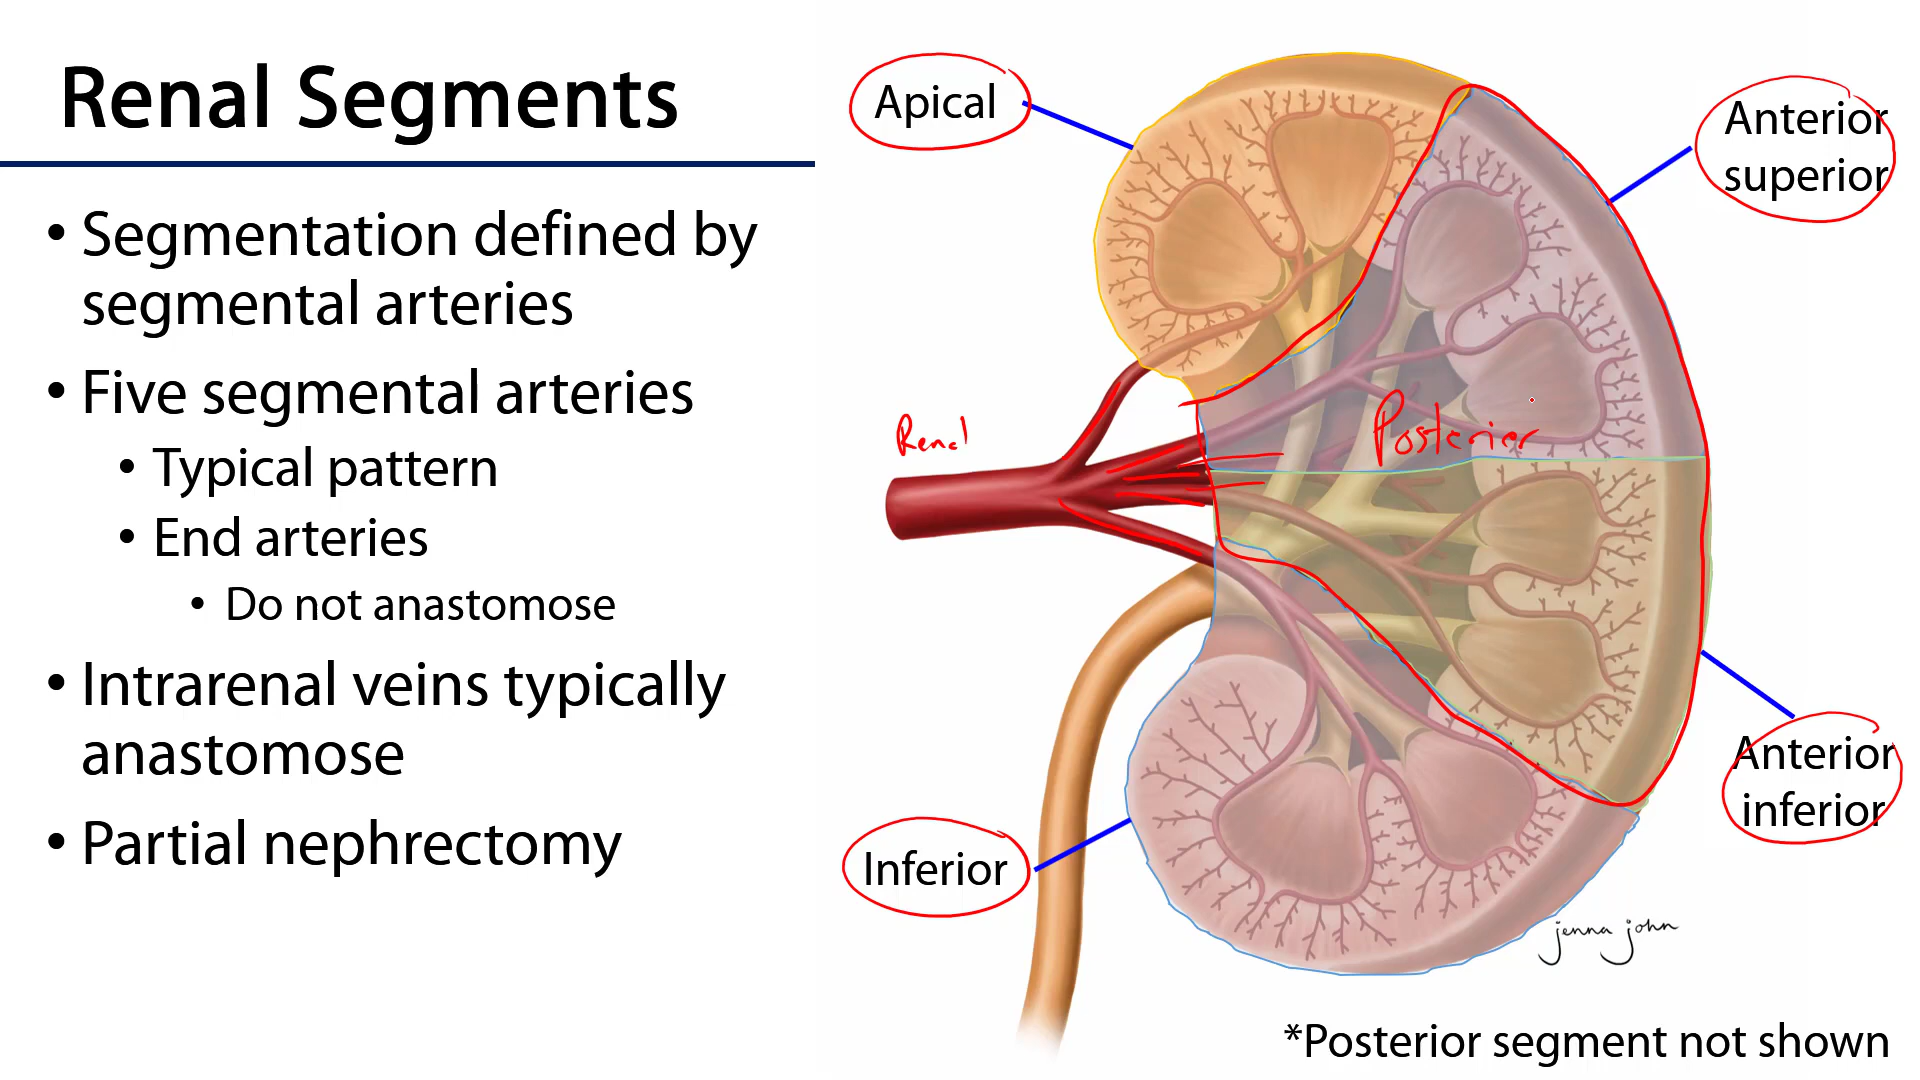 Renal Segments
• Segmentation defined by
segmental arteries
• Five segmental arteries
• Typical pattern
• End arteries
• Do not anastomose
• Intrarenal veins typically
anastomose
• Partial nephrectomy
Apical
Anterior
superior
Renal
Posterior
Anterior
inferior
Inferior
jenna john
*Posterior segment not shown